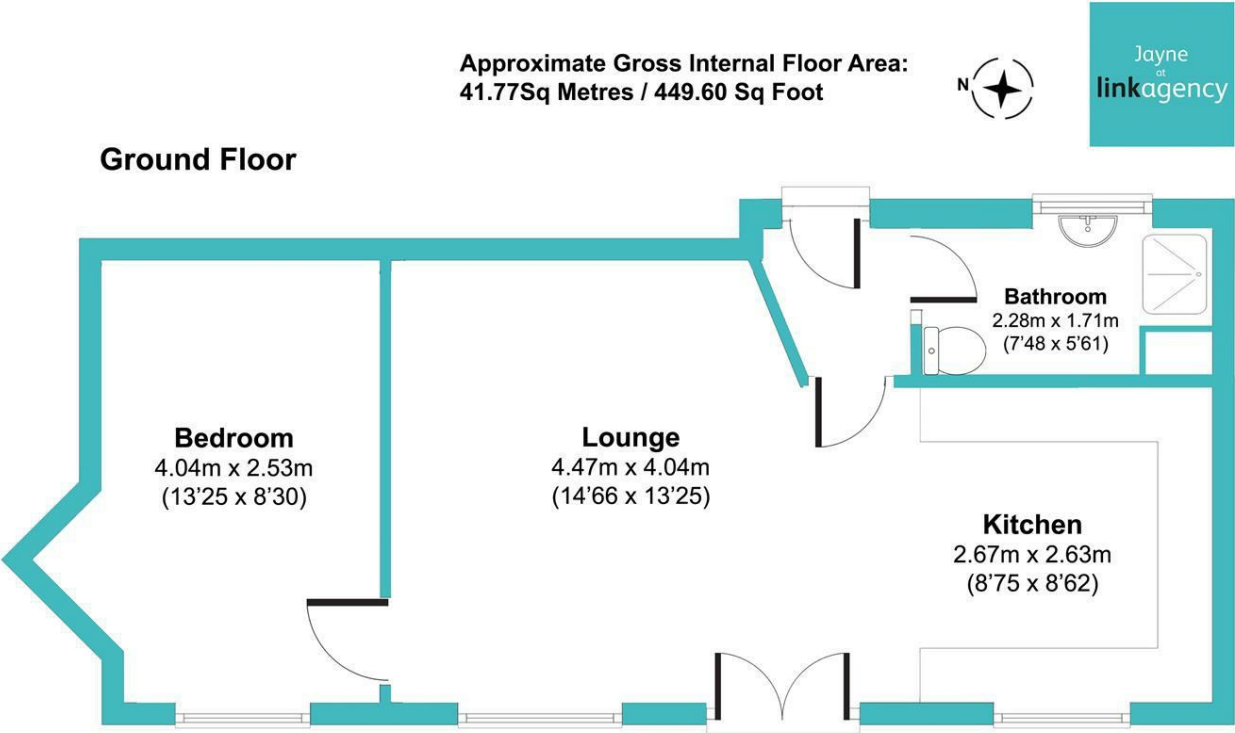 Approximate Gross Internal Floor Area:
41.77Sq Metres / 449.60 Sq Foot
N
Jayne
at
linkagency
Ground Floor
Bathroom
2.28m x 1.71m
(7'48 x 5'61)
Bedroom
4.04m x 2.53m
(13'25 x 8'30)
Lounge
4.47m x 4.04m
(14'66 x 13'25)
Kitchen
2.67m x 2.63m
(8'75 x 8'62)